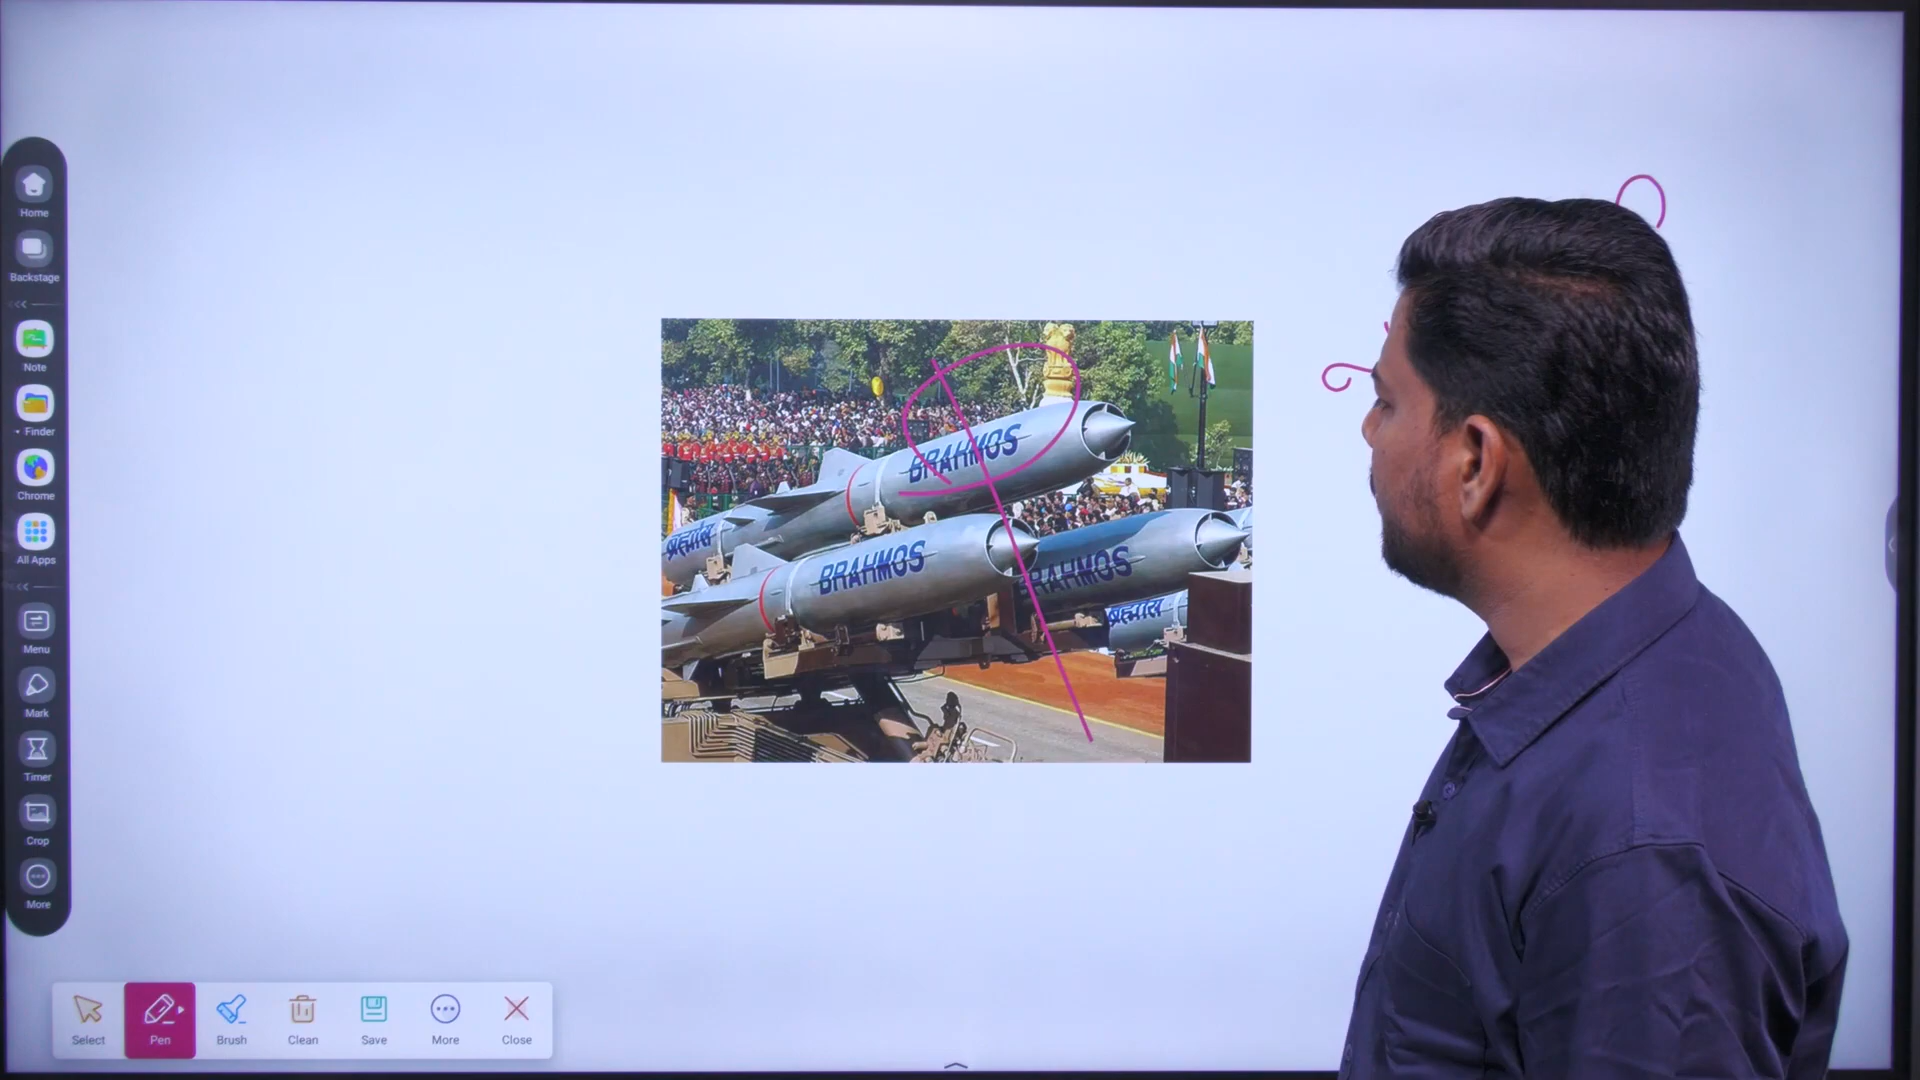 Home
Backstage
Note
Finder
Chrome
All Apps
Menu
Mark
Timer
Crop
More
BRAHMOS
ब्रह्मोस
BRAHMOS
BRAHMOS
ब्रह्मोस
Select
Pen
Brush
Clean
Save
More
Close